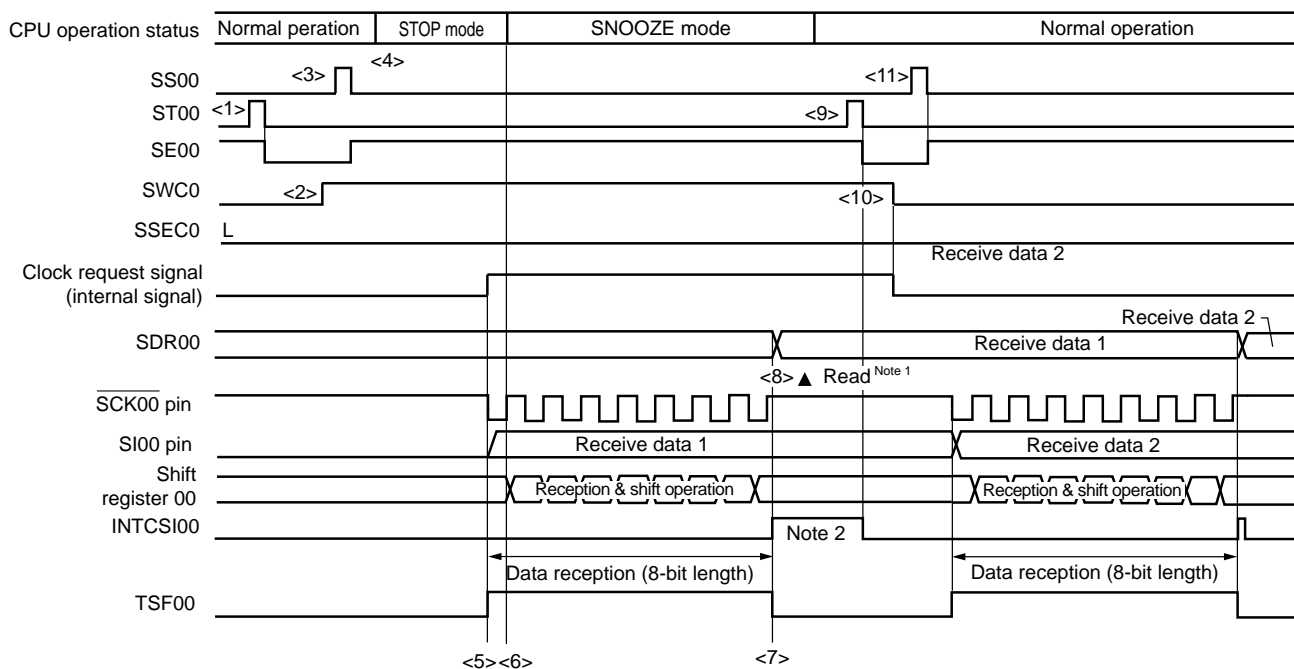 CPU operation status Normal peration STOP mode SNOOZE mode Normal operation
<3> <4> <11>
SS00
<1> ST00 <9>
SE00
SWC0 <2> <10>
SSEC0 L
Receive data 2
Clock request signal
(internal signal)
Receive data 2
SDR00 Receive data 1
<8> ▲ Read Note 1
SCK00 pin
SI00 pin Receive data 1 Receive data 2
Shift
register 00 Reception & shift operation Reception & shift operation
INTCSI00 Note 2
Data reception (8-bit length) Data reception (8-bit length)
TSF00
<5> <6> <7>